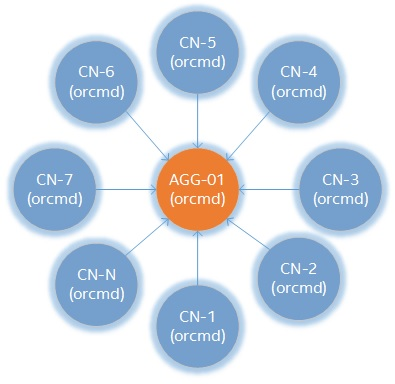 CN-5
(orcmd)
CN-6
(orcmd)
CN-4
(orcmd)
CN-7
(orcmd)
AGG-01
(orcmd)
CN-3
(orcmd)
CN-N
(orcmd)
CN-2
(orcmd)
CN-1
(orcmd)